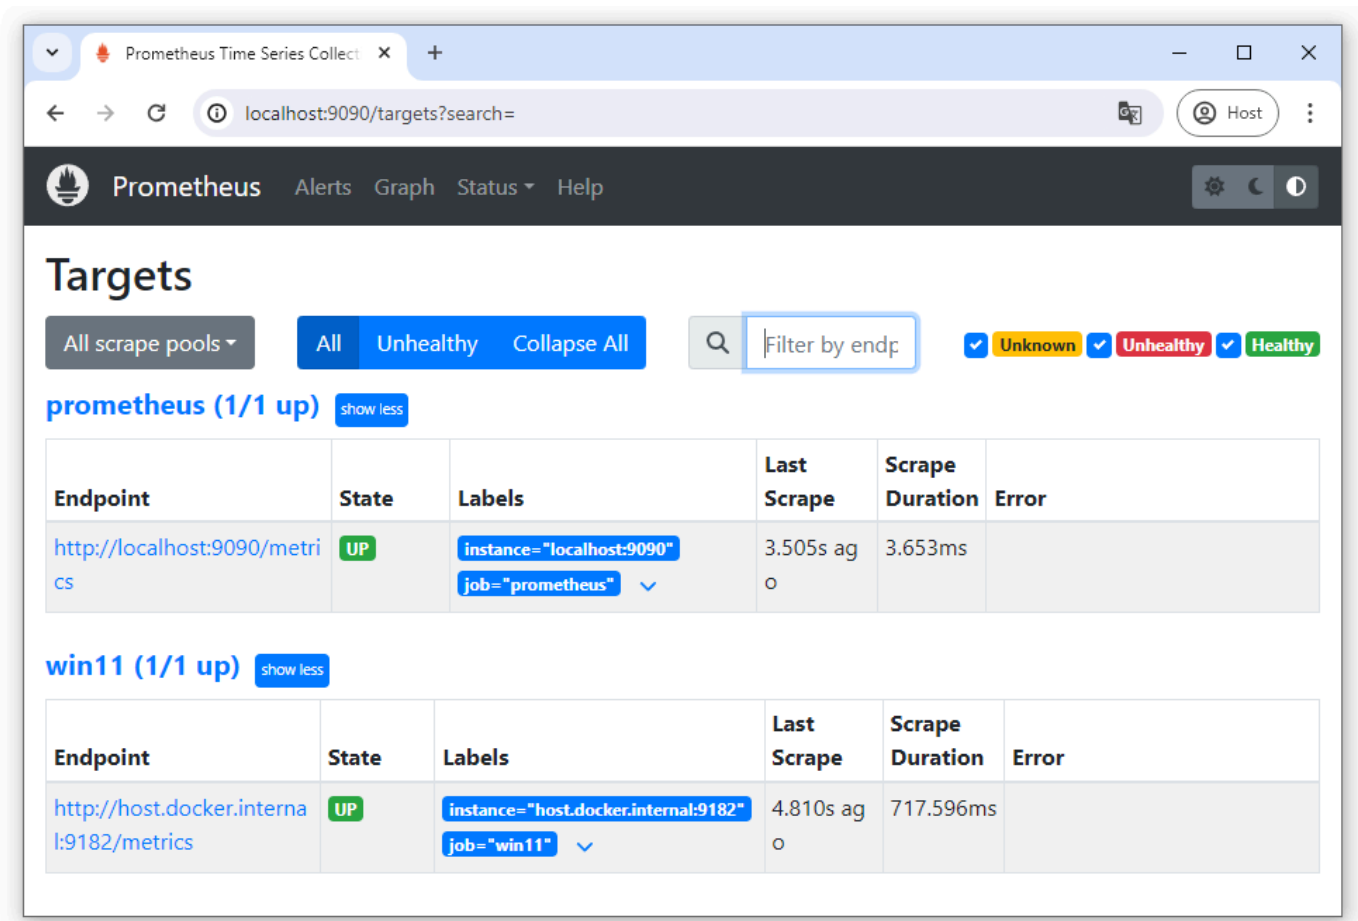 Prometheus Time Series Collect
localhost:9090/targets?search=
Host
Prometheus Alerts Graph Status Help
Targets
All scrape pools All Unhealthy Collapse All Filter by endp Unknown Unhealthy Healthy
prometheus (1/1 up) show less
Last Scrape
Endpoint State Labels Scrape Duration Error
http://localhost:9090/metri UP instance="localhost:9090" 3.505s ag 3.653ms
cs job="prometheus" o
win11 (1/1 up) show less
Last Scrape
Endpoint State Labels Scrape Duration Error
http://host.docker.interna UP instance="host.docker.internal:9182" 4.810s ag 717.596ms
l:9182/metrics job="win11" o